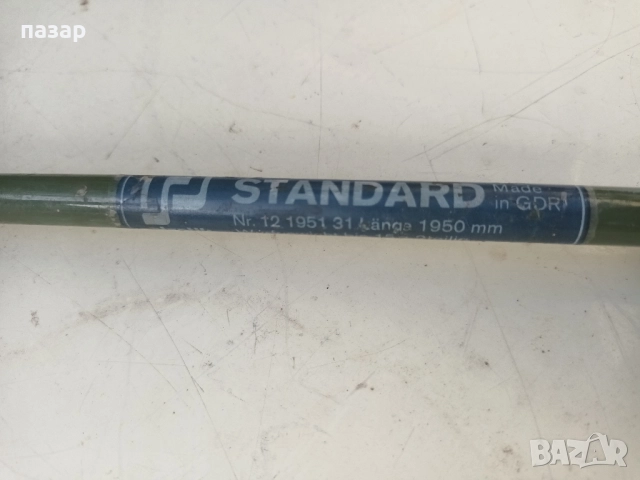 пазар
STANDARD Made
in GDR
Nr. 12 1951 31 Länge 1950 mm
BAZAR